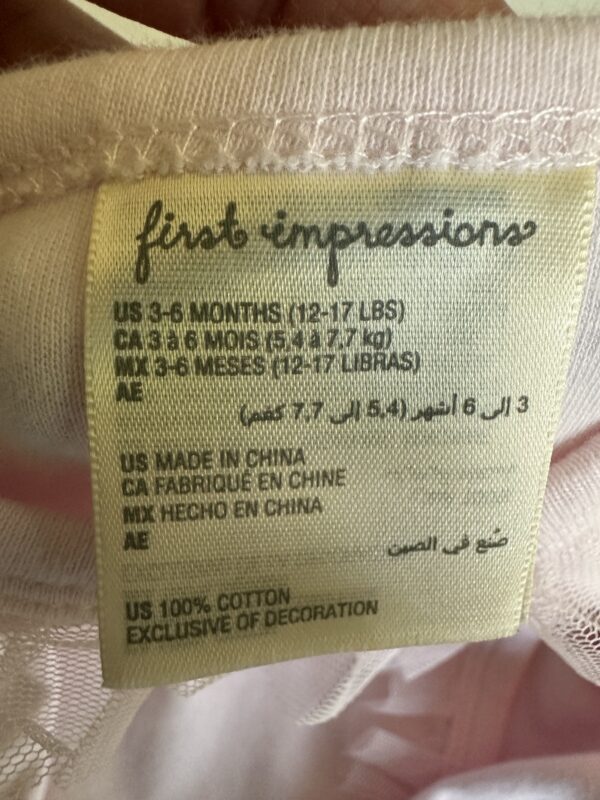 first impressions
US 3-6 MONTHS (12-17 LBS)
CA 3 à 6 MOIS (5,4 à 7,7 kg)
MX 3-6 MESES (12-17 LIBRAS)
AE
3 إلى 6 أشهر (5,4 إلى 7,7 كغم)
US MADE IN CHINA
CA FABRIQUÉ EN CHINE
MX HECHO EN CHINA
AE
صُنع في الصين
US 100% COTTON
EXCLUSIVE OF DECORATION